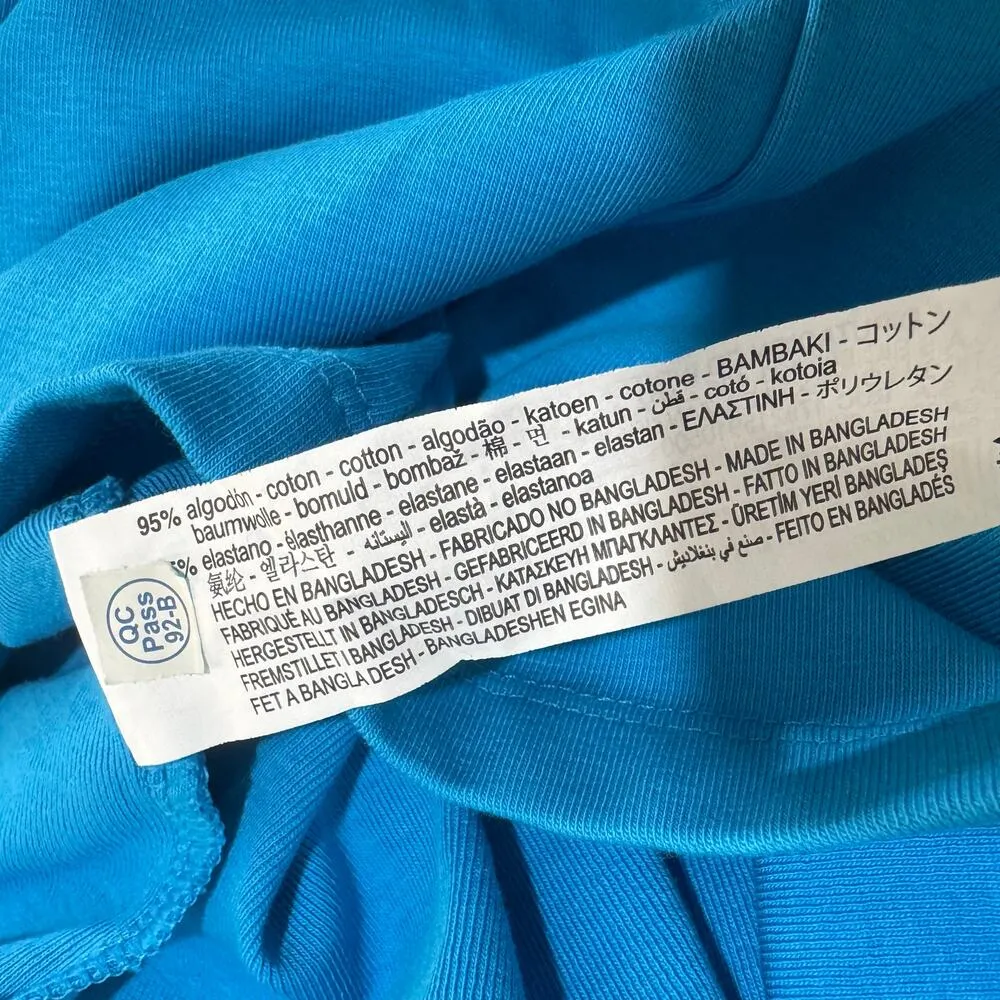 95% algodón - coton - cotton - algodão - katoen - cotone - BAMBAKI - コットン
baumwolle - bomuld - bombaž - 棉 - 면 - katun - قطن - cotó - kotoia
5% elastano - élasthanne - elastane - elastaan - elastan - ΕΛΑΣΤΙΝΗ - ポリウレタン
氨纶 - 엘라스탄 - الیستانه - elastà - elastanoa
HECHO EN BANGLADESH - FABRICADO NO BANGLADESH - MADE IN BANGLADESH
FABRIQUÉ AU BANGLADESH - GEFABRICEERD IN BANGLADESH - FATTO IN BANGLADESH
HERGESTELLT IN BANGLADESCH - ΚΑΤΑΣΚΕΥΗ ΜΠΑΓΚΛΑΝΤΕΣ - ÜRETİM YERİ BANGLADEŞ
FREMSTILLET I BANGLADESH - DIBUAT DI BANGLADESH - صنع في بنغلاديش - FEITO EN BANGLADÉS
FET A BANGLA DESH - BANGLADESHEN EGINA
QC
Pass
92-B